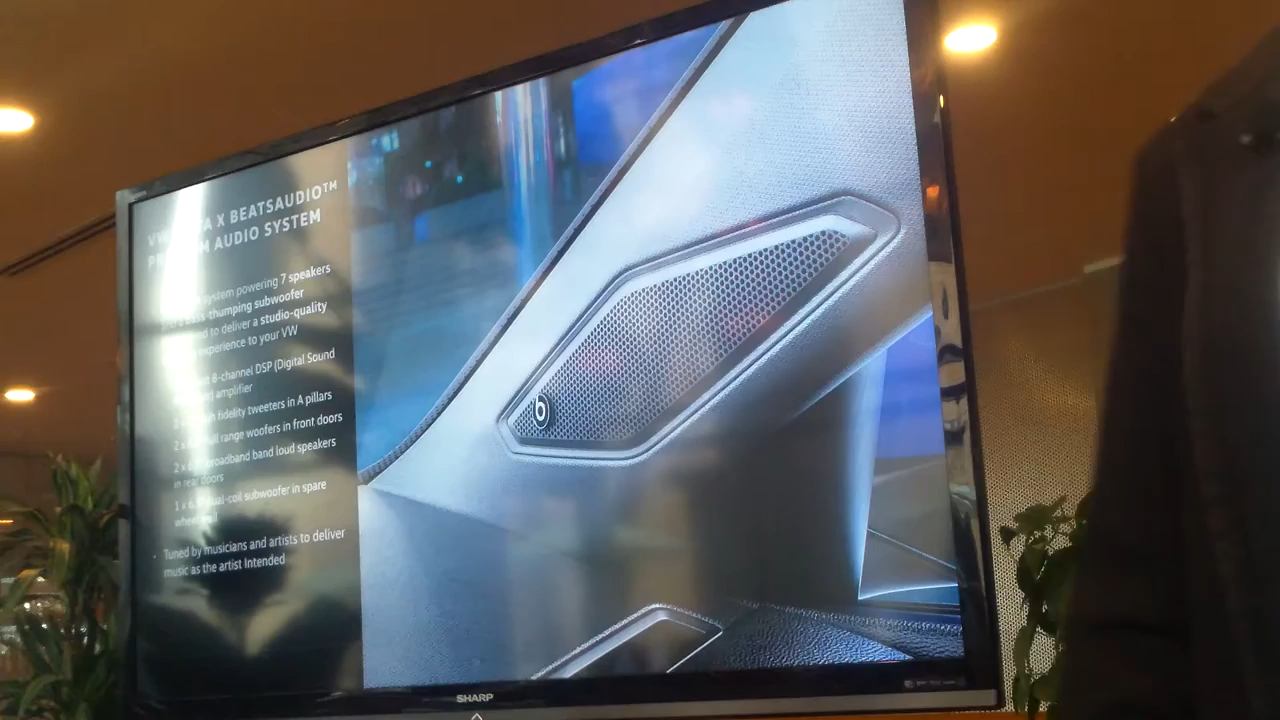 X BEATSAUDIO™
AUDIO SYSTEM
system powering 7 speakers
bass-thumping subwoofer
to deliver a studio-quality
experience to your VW
8-channel DSP (Digital Sound
amplifier
fidelity tweeters in A pillars
2 x range woofers in front doors
2 x broadband band loud speakers
in rear doors
1 x dual-coil subwoofer in spare
wheel
• Tuned by musicians and artists to deliver
music as the artist Intended
b
SHARP